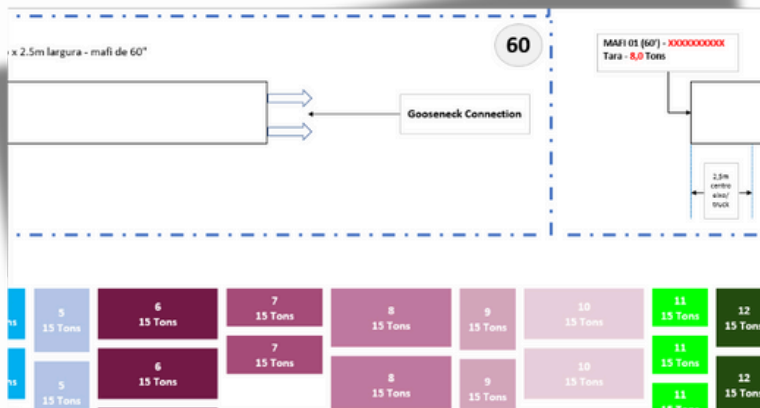 x 2.5m largura - mafi de 60"
60
MAFI 01 (60') - XXXXXXXXXX
Tara - 8,0 Tons
Gooseneck Connection
2,5m
centro
eixo/
truck
5
15 Tons
6
15 Tons
7
15 Tons
8
15 Tons
9
15 Tons
10
15 Tons
11
15 Tons
12
15 Tons
5
15 Tons
6
15 Tons
7
15 Tons
8
15 Tons
9
15 Tons
10
15 Tons
11
15 Tons
12
15 Tons
11